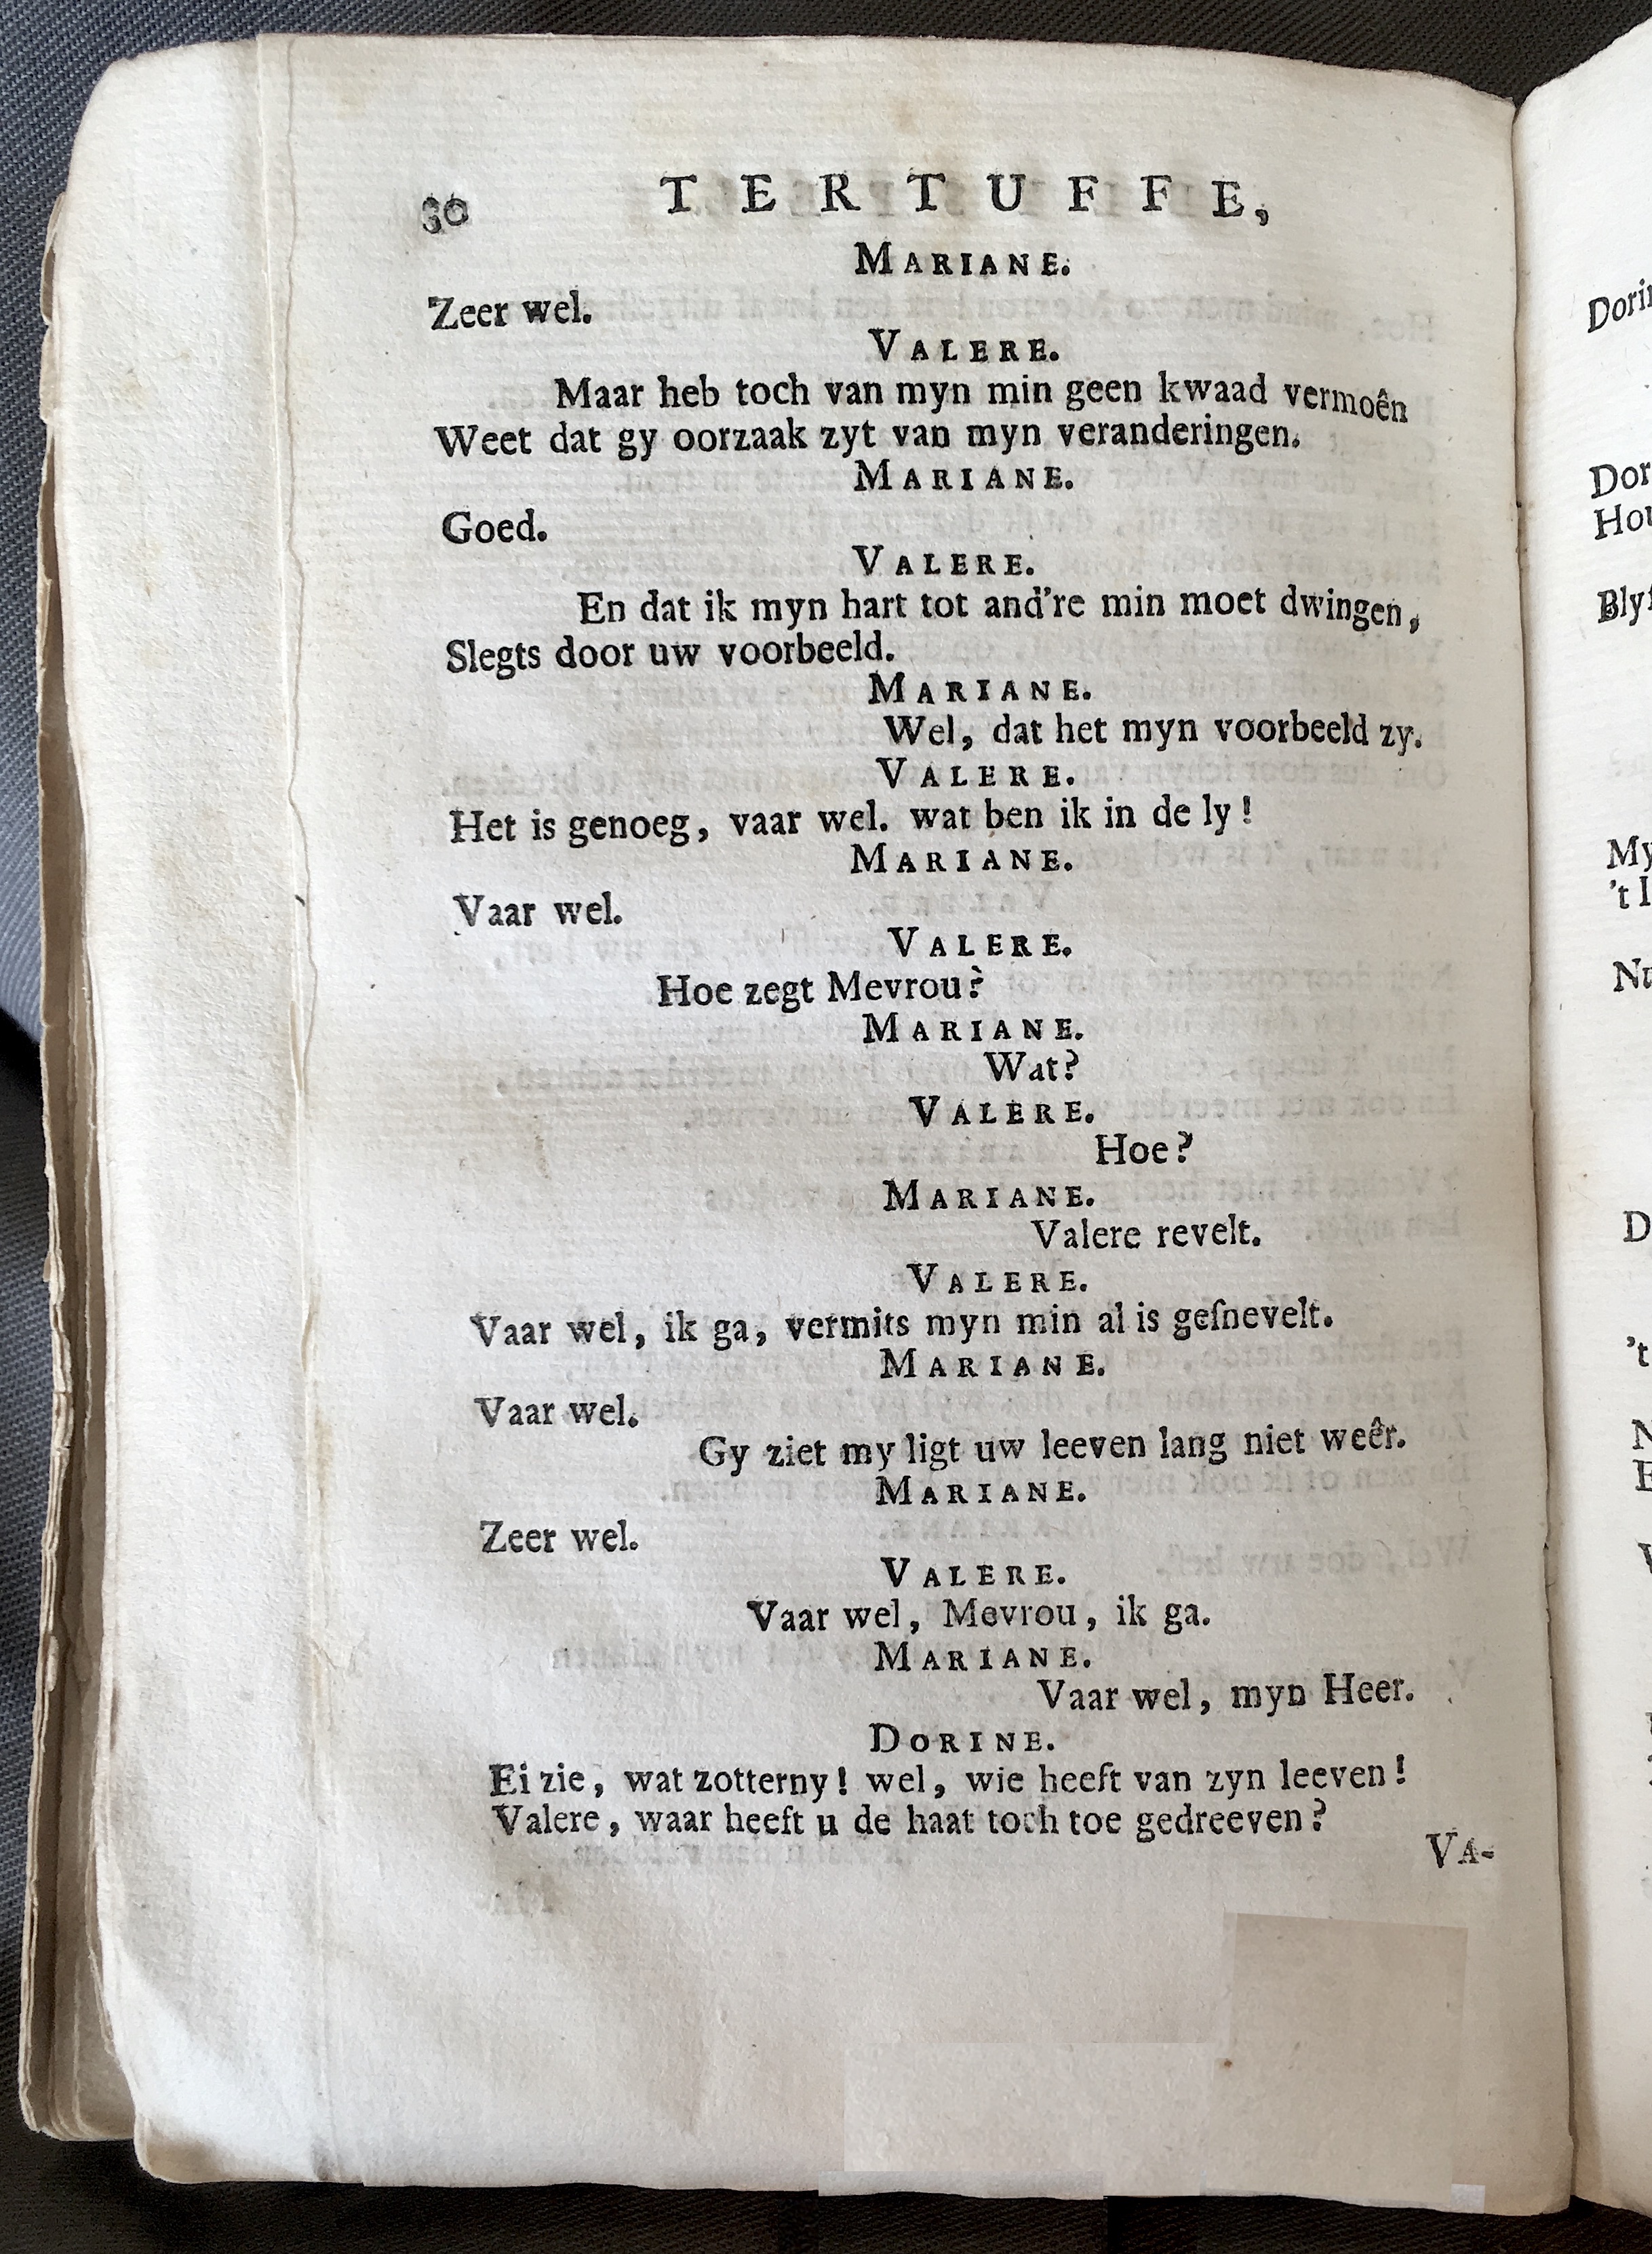 30 TERTUFFE,
MARIANE.
Zeer wel.
VALERE.
Maar heb toch van myn min geen kwaad vermoên
Weet dat gy oorzaak zyt van myn veranderingen.
MARIANE.
Goed.
VALERE.
En dat ik myn hart tot and're min moet dwingen,
Slegts door uw voorbeeld.
MARIANE.
Wel, dat het myn voorbeeld zy.
VALERE.
Het is genoeg, vaar wel. wat ben ik in de ly!
MARIANE.
Vaar wel.
VALERE.
Hoe zegt Mevrou?
MARIANE.
Wat?
VALERE.
Hoe?
MARIANE.
Valere revelt.
VALERE.
Vaar wel, ik ga, vermits myn min al is geſnevelt.
MARIANE.
Vaar wel.
Gy ziet my ligt uw leeven lang niet weêr.
MARIANE.
Zeer wel.
VALERE.
Vaar wel, Mevrou, ik ga.
MARIANE.
Vaar wel, myn Heer.
DORINE.
Ei zie, wat zotterny! wel, wie heeft van zyn leeven!
Valere, waar heeft u de haat toch toe gedreeven?
VA-
Dor
Hou
My
't I
Nu
D
't